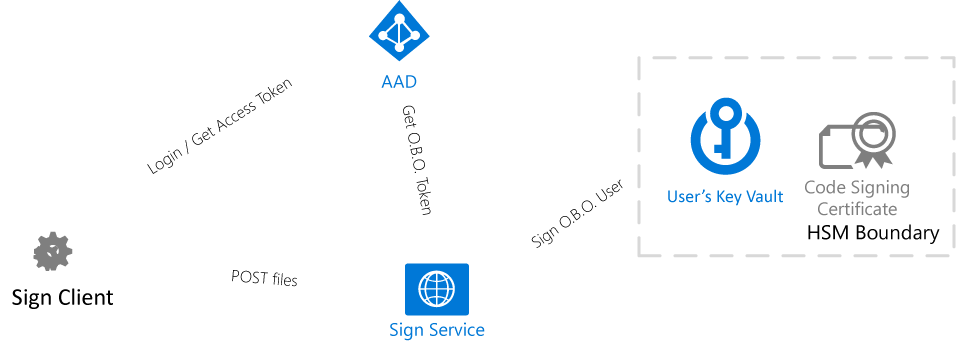 AAD
Login / Get Access Token
Get O.B.O. Token
Sign O.B.O. User
User's Key Vault
Code Signing
Certificate
HSM Boundary
Sign Client
POST files
Sign Service